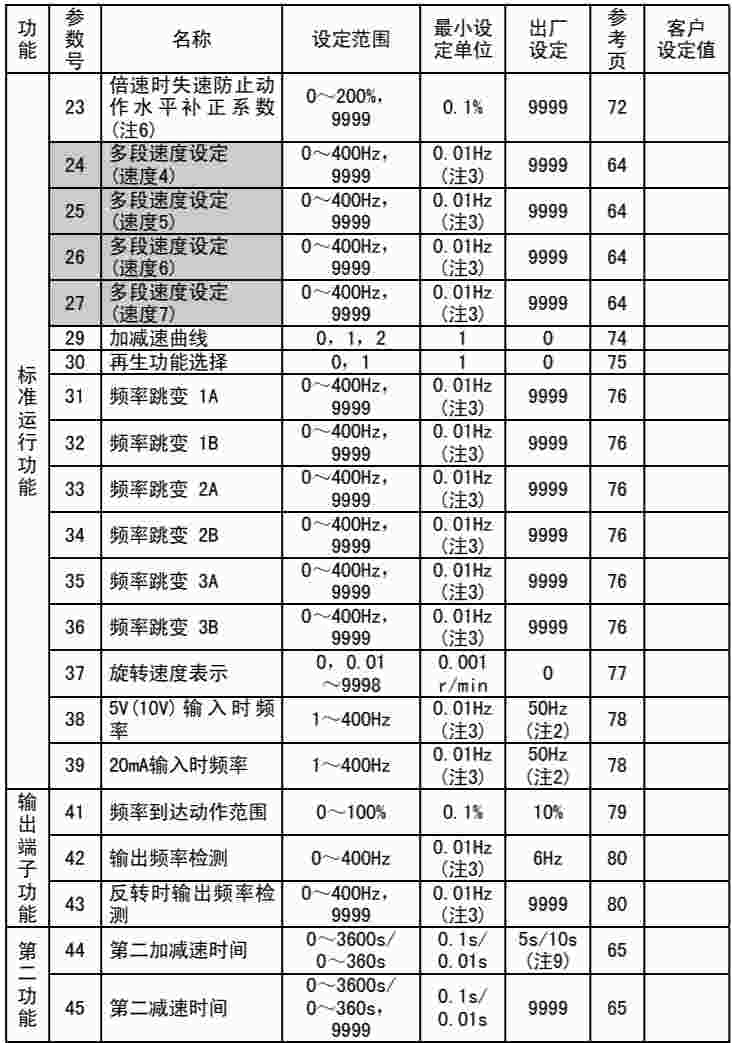 功能 参数号 名称 设定范围 最小设定单位 出厂设定 参考页 客户设定值
标准运行功能
23 倍速时失速防止动作水平补正系数(注6) 0～200%,9999 0.1% 9999 72
24 多段速度设定(速度4) 0～400Hz,9999 0.01Hz(注3) 9999 64
25 多段速度设定(速度5) 0～400Hz,9999 0.01Hz(注3) 9999 64
26 多段速度设定(速度6) 0～400Hz,9999 0.01Hz(注3) 9999 64
27 多段速度设定(速度7) 0～400Hz,9999 0.01Hz(注3) 9999 64
29 加减速曲线 0, 1, 2 1 0 74
30 再生功能选择 0, 1 1 0 75
31 频率跳变 1A 0～400Hz,9999 0.01Hz(注3) 9999 76
32 频率跳变 1B 0～400Hz,9999 0.01Hz(注3) 9999 76
33 频率跳变 2A 0～400Hz,9999 0.01Hz(注3) 9999 76
34 频率跳变 2B 0～400Hz,9999 0.01Hz(注3) 9999 76
35 频率跳变 3A 0～400Hz,9999 0.01Hz(注3) 9999 76
36 频率跳变 3B 0～400Hz,9999 0.01Hz(注3) 9999 76
37 旋转速度表示 0, 0.01～9998 0.001r/min 0 77
38 5V(10V)输入时频率 1～400Hz 0.01Hz(注3) 50Hz(注2) 78
39 20mA输入时频率 1～400Hz 0.01Hz(注3) 50Hz(注2) 78
输出端子功能
41 频率到达动作范围 0～100% 0.1% 10% 79
42 输出频率检测 0～400Hz 0.01Hz(注3) 6Hz 80
43 反转时输出频率检测 0～400Hz,9999 0.01Hz(注3) 9999 80
第二功能
44 第二加减速时间 0～3600s/0～360s 0.1s/0.01s 5s/10s(注9) 65
45 第二减速时间 0～3600s/0～360s,9999 0.1s/0.01s 9999 65